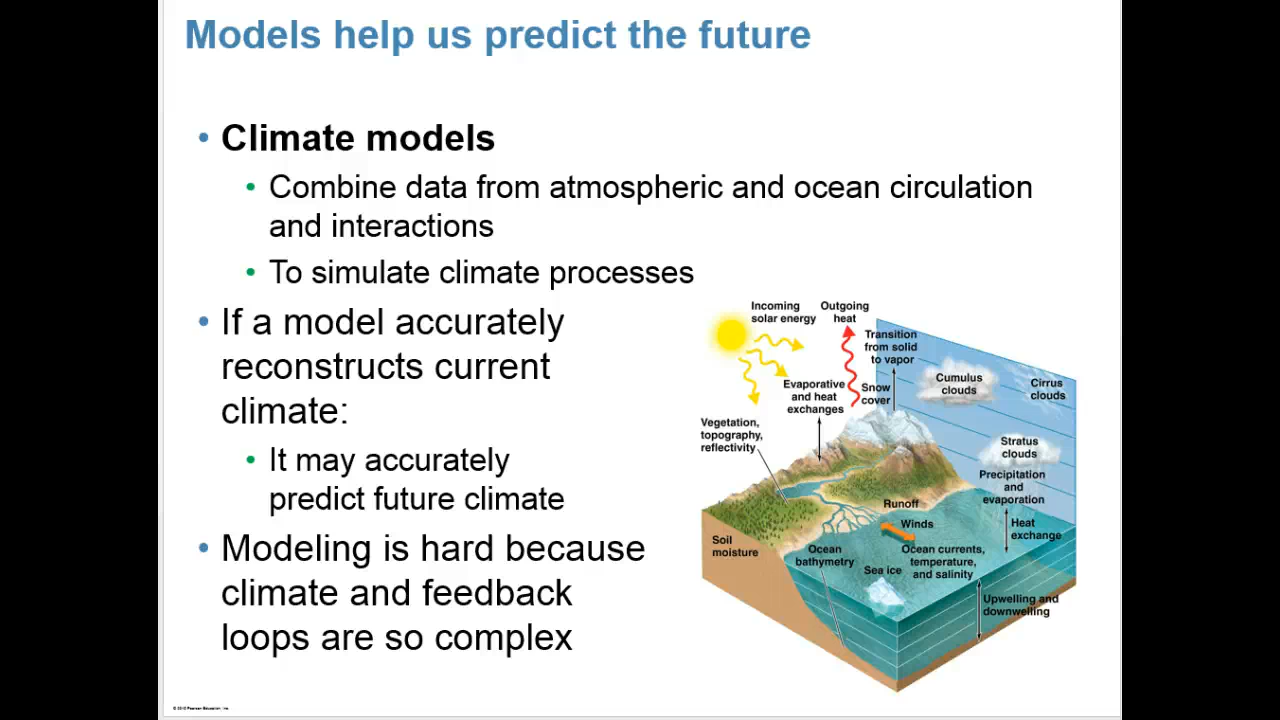 Models help us predict the future
• Climate models
• Combine data from atmospheric and ocean circulation
and interactions
• To simulate climate processes
• If a model accurately
reconstructs current
climate:
• It may accurately
predict future climate
• Modeling is hard because
climate and feedback
loops are so complex
Incoming
solar energy
Outgoing
heat
Transition
from solid
to vapor
Cumulus
clouds
Cirrus
clouds
Evaporative
and heat
exchanges
Snow
cover
Vegetation,
topography,
reflectivity
Stratus
clouds
Precipitation
and
evaporation
Runoff
Winds
Heat
exchange
Soil
moisture
Ocean
bathymetry
Ocean currents,
temperature,
and salinity
Sea ice
Upwelling and
downwelling
© 2010 Pearson Education, Inc.